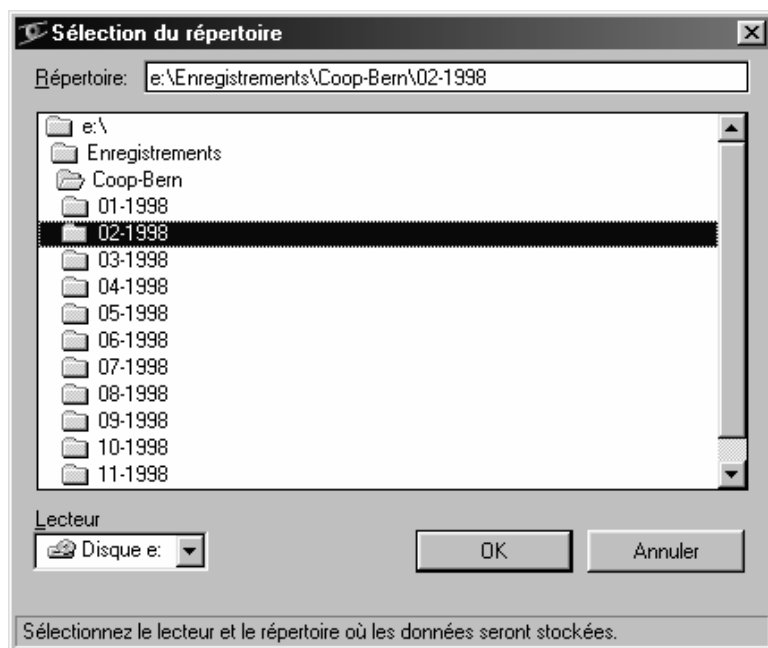 Sélection du répertoire
Répertoire: e:\Enregistrements\Coop-Bern\02-1998
e:\
Enregistrements
Coop-Bern
01-1998
02-1998
03-1998
04-1998
05-1998
06-1998
07-1998
08-1998
09-1998
10-1998
11-1998
Lecteur
Disque e:
OK
Annuler
Sélectionnez le lecteur et le répertoire où les données seront stockées.